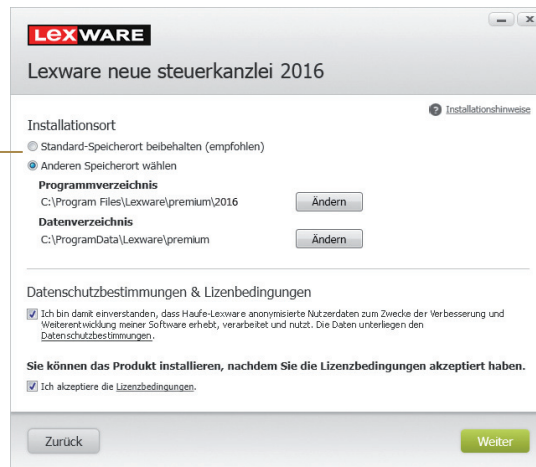 LEXWARE
Lexware neue steuerkanzlei 2016
Installationshinweise
Installationsort
Standard-Speicherort beibehalten (empfohlen)
Anderen Speicherort wählen
Programmverzeichnis
C:\Program Files\Lexware\premium\2016 Ändern
Datenverzeichnis
C:\ProgramData\Lexware\premium Ändern
Datenschutzbestimmungen & Lizenbedingungen
Ich bin damit einverstanden, dass Haufe-Lexware anonymisierte Nutzerdaten zum Zwecke der Verbesserung und
Weiterentwicklung meiner Software erhebt, verarbeitet und nutzt. Die Daten unterliegen den
Datenschutzbestimmungen.
Sie können das Produkt installieren, nachdem Sie die Lizenbedingungen akzeptiert haben.
Ich akzeptiere die Lizenbedingungen.
Zurück Weiter